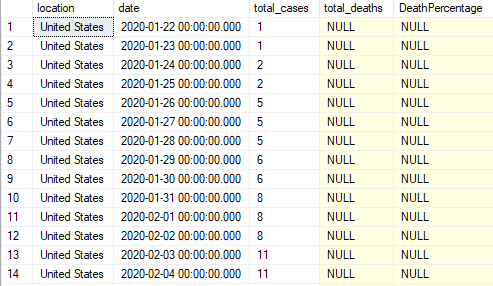 location date total_cases total_deaths DeathPercentage
1 United States 2020-01-22 00:00:00.000 1 NULL NULL
2 United States 2020-01-23 00:00:00.000 1 NULL NULL
3 United States 2020-01-24 00:00:00.000 2 NULL NULL
4 United States 2020-01-25 00:00:00.000 2 NULL NULL
5 United States 2020-01-26 00:00:00.000 5 NULL NULL
6 United States 2020-01-27 00:00:00.000 5 NULL NULL
7 United States 2020-01-28 00:00:00.000 5 NULL NULL
8 United States 2020-01-29 00:00:00.000 6 NULL NULL
9 United States 2020-01-30 00:00:00.000 6 NULL NULL
10 United States 2020-01-31 00:00:00.000 8 NULL NULL
11 United States 2020-02-01 00:00:00.000 8 NULL NULL
12 United States 2020-02-02 00:00:00.000 8 NULL NULL
13 United States 2020-02-03 00:00:00.000 11 NULL NULL
14 United States 2020-02-04 00:00:00.000 11 NULL NULL